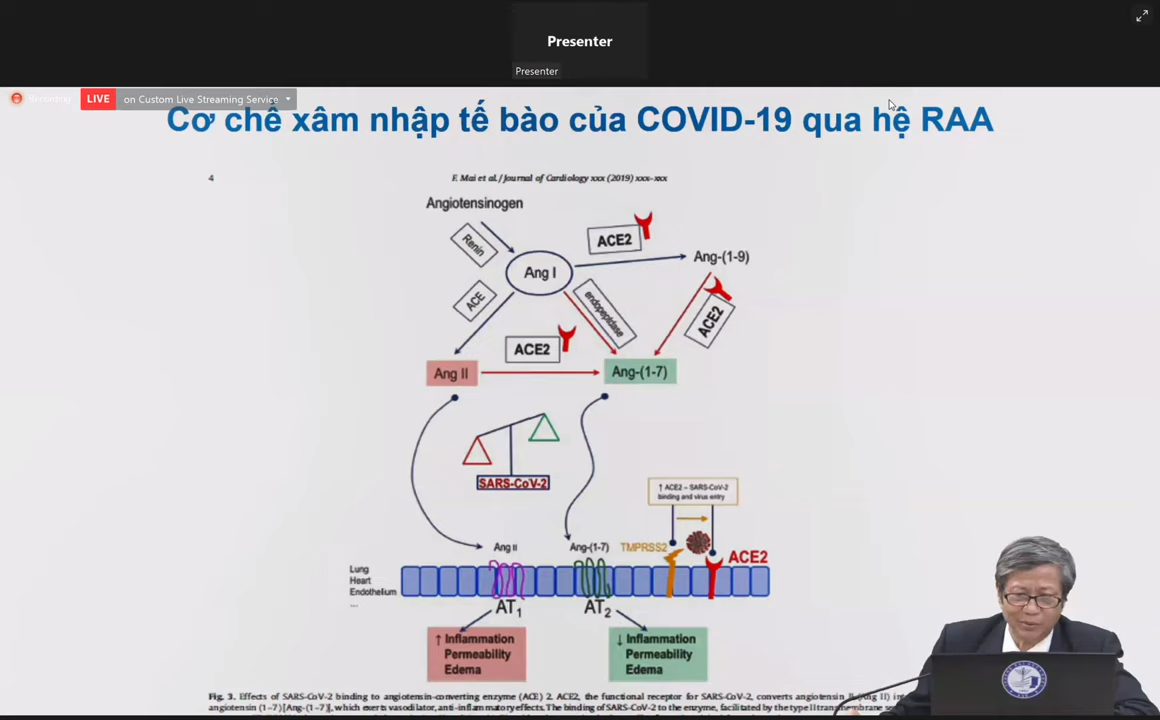 Presenter
Presenter
Recording
LIVE on Custom Live Streaming Service
Cơ chế xâm nhập tế bào của COVID-19 qua hệ RAA
4
F. Mai et al. / Journal of Cardiology xxx (2019) xxx–xxx
Angiotensinogen
Renin
ACE2
Ang I
Ang-(1-9)
ACE
endopeptidase
ACE2
ACE2
Ang II
Ang-(1-7)
SARS-CoV-2
↑ ACE2 – SARS-CoV-2
binding and virus entry
Ang II
Ang-(1-7)
TMPRSS2
ACE2
Lung
Heart
Endothelium
...
AT1
AT2
↑ Inflammation
Permeability
Edema
↓ Inflammation
Permeability
Edema
Fig. 3. Effects of SARS-CoV-2 binding to angiotensin-converting enzyme (ACE) 2. ACE2, the functional receptor for SARS-CoV-2, converts angiotensin
angiotensin (1–7)[Ang-(1–7)], which exerts vasodilator, anti-inflammatory effects. The binding of SARS-CoV-2 to the enzyme, facilitated by the type II transmembrane